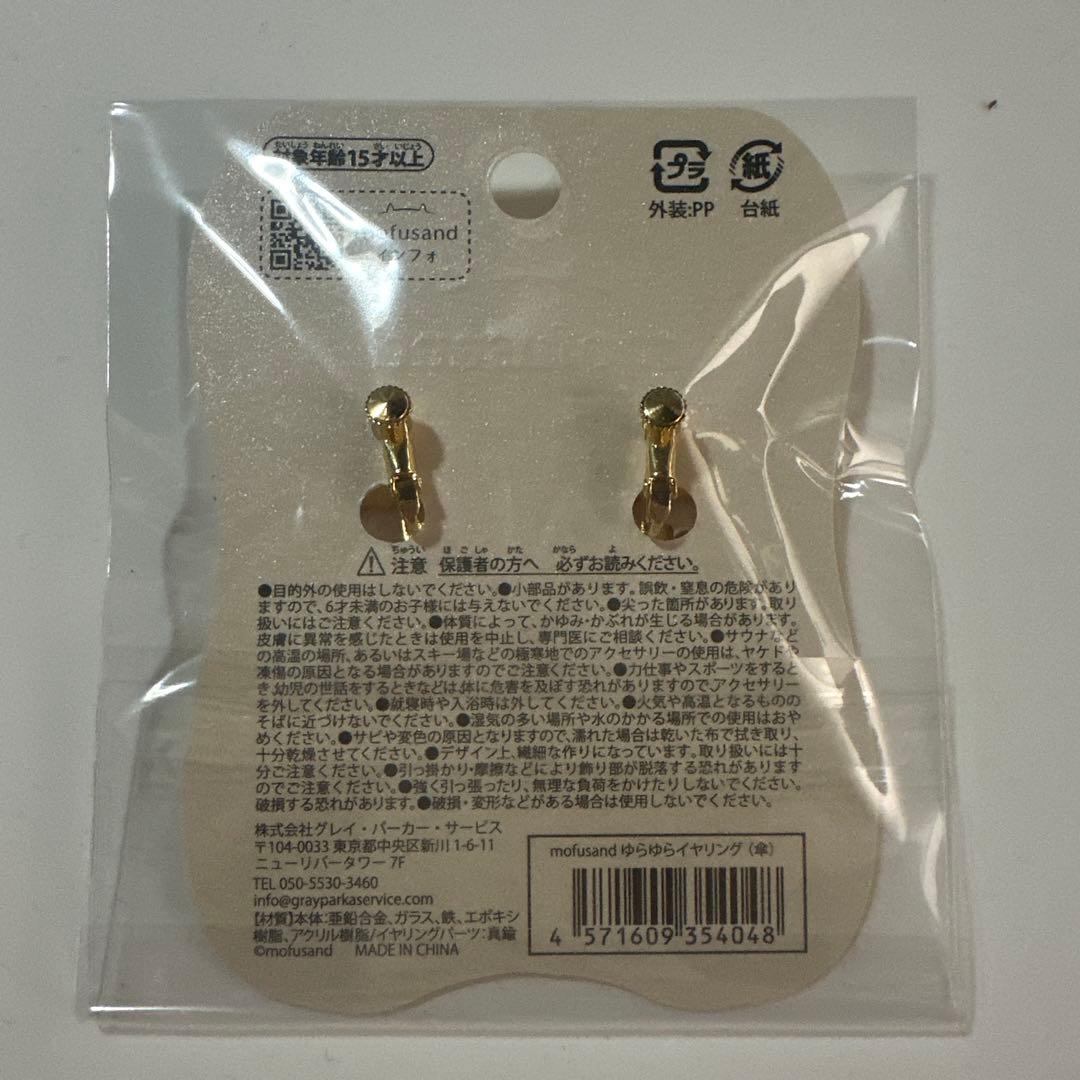 たいしょう ねんれい さい いじょう
対象年齢15才以上
mofusand
インフォ
プラ
外装:PP
紙
台紙
ちゅうい ほごしゃ かた かなら よ
注意 保護者の方へ 必ずお読みください。
●目的外の使用はしないでください。●小部品があります。誤飲・窒息の危険があり
ますので、6才未満のお子様には与えないでください。●尖った箇所があります。取り
扱いにはご注意ください。●体質によって、かゆみ・かぶれが生じる場合があります。
皮膚に異常を感じたときは使用を中止し、専門医にご相談ください。●サウナなど
の高温の場所、あるいはスキー場などの極寒地でのアクセサリーの使用は、ヤケドや
凍傷の原因となる場合がありますのでご注意ください。●力仕事やスポーツをすると
き、幼児の世話をするときなどは、体に危害を及ぼす恐れがありますので、アクセサリー
を外してください。●就寝時や入浴時は外してください。●火気や高温となるものの
そばに近づけないでください。●湿気の多い場所や水のかかる場所での使用はおや
めください。●サビや変色の原因となりますので、濡れた場合は乾いた布で拭き取り、
十分乾燥させてください。●デザイン上、繊細な作りになっています。取り扱いには十
分ご注意ください。●引っ掛かり・摩擦などにより飾り部が脱落する恐れがあります
のでご注意ください。●強く引っ張ったり、無理な負荷をかけたりしないでください。
破損する恐れがあります。●破損・変形などがある場合は使用しないでください。
株式会社グレイ・パーカー・サービス
〒104-0033 東京都中央区新川 1-6-11
ニューリバータワー 7F
TEL 050-5530-3460
info@grayparkaservice.com
【材質】本体:亜鉛合金、ガラス、鉄、エポキシ
樹脂、アクリル樹脂/イヤリングパーツ:真鍮
©mofusand MADE IN CHINA
mofusand ゆらゆらイヤリング（傘）
4 571609 354048